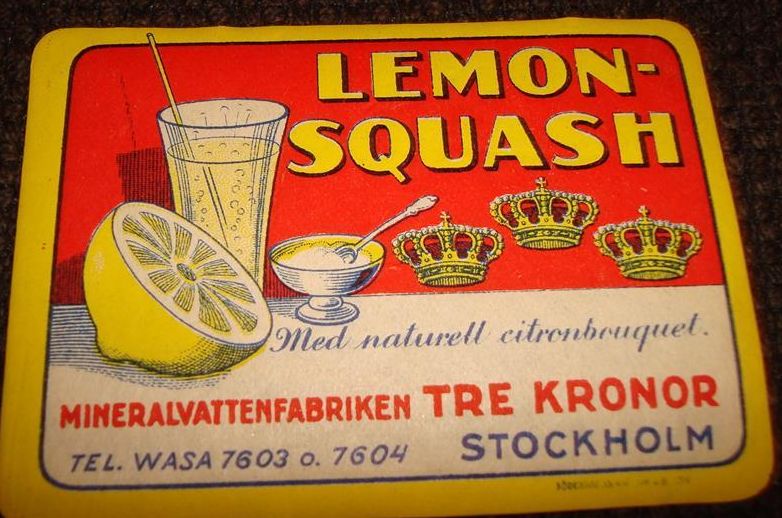 LEMON-
SQUASH
Med naturell citronbouquet.
MINERALVATTENFABRIKEN TRE KRONOR
TEL. WASA 7603 o. 7604 STOCKHOLM